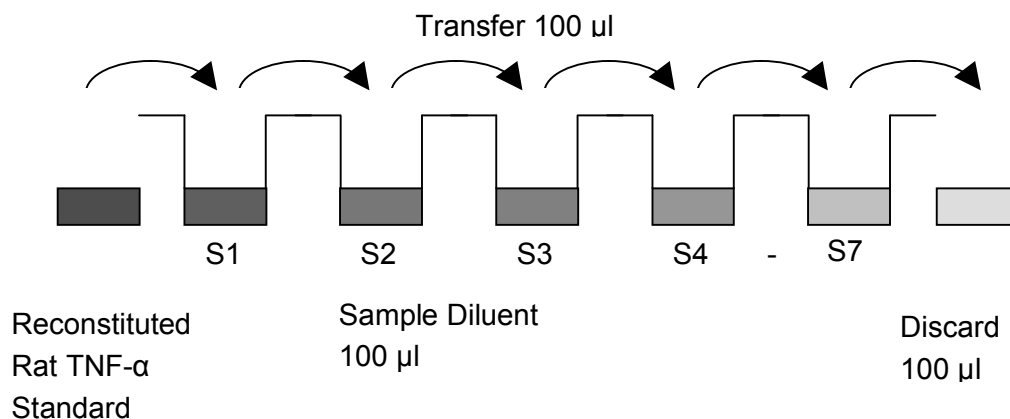 Transfer 100 µl
S1 S2 S3 S4 - S7
Reconstituted
Rat TNF-α
Standard
Sample Diluent
100 µl
Discard
100 µl